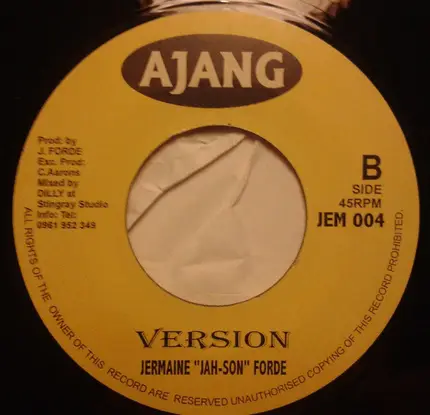 AJANG
Prod: by
J. FORDE
Exc. Prod:
C.Aarons
Mixed by
DILLY at
Stingray Studio
Info: Tel:
0961 952 349
B
SIDE
45RPM
JEM 004
VERSION
JERMAINE "JAH-SON" FORDE
ALL RIGHTS OF THE OWNER OF THIS RECORD ARE RESERVED UNAUTHORISED COPYING OF THIS RECORD PROHIBITED.